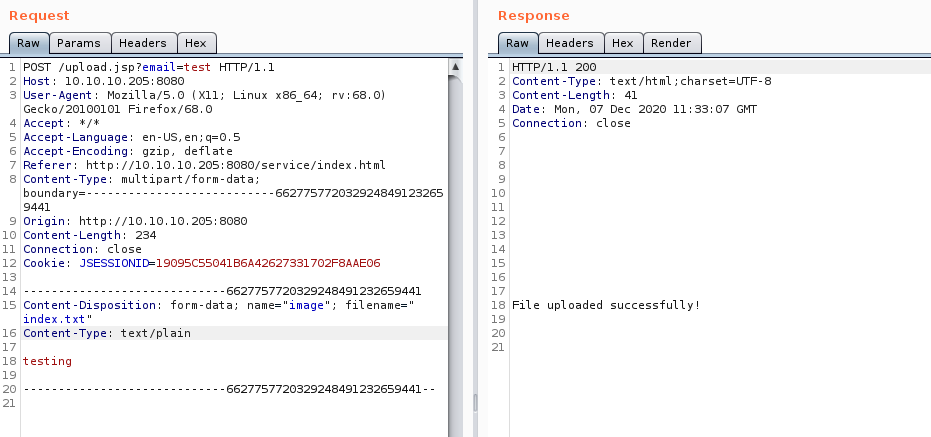 Request
Raw Params Headers Hex
1 POST /upload.jsp?email=test HTTP/1.1
2 Host: 10.10.10.205:8080
3 User-Agent: Mozilla/5.0 (X11; Linux x86_64; rv:68.0)
Gecko/20100101 Firefox/68.0
4 Accept: */*
5 Accept-Language: en-US,en;q=0.5
6 Accept-Encoding: gzip, deflate
7 Referer: http://10.10.10.205:8080/service/index.html
8 Content-Type: multipart/form-data;
boundary=---------------------------662775772032924849123265
9441
9 Origin: http://10.10.10.205:8080
10 Content-Length: 234
11 Connection: close
12 Cookie: JSESSIONID=19095C55041B6A42627331702F8AAE06
13
14 -----------------------------662775772032924849​1232659441
15 Content-Disposition: form-data; name="image"; filename="
index.txt"
16 Content-Type: text/plain
17
18 testing
19
20 -----------------------------6627757720329248491232659441--
21
Response
Raw Headers Hex Render
1 HTTP/1.1 200
2 Content-Type: text/html;charset=UTF-8
3 Content-Length: 41
4 Date: Mon, 07 Dec 2020 11:33:07 GMT
5 Connection: close
6
7
8
9
10
11
12
13
14
15
16
17
18 File uploaded successfully!
19
20
21